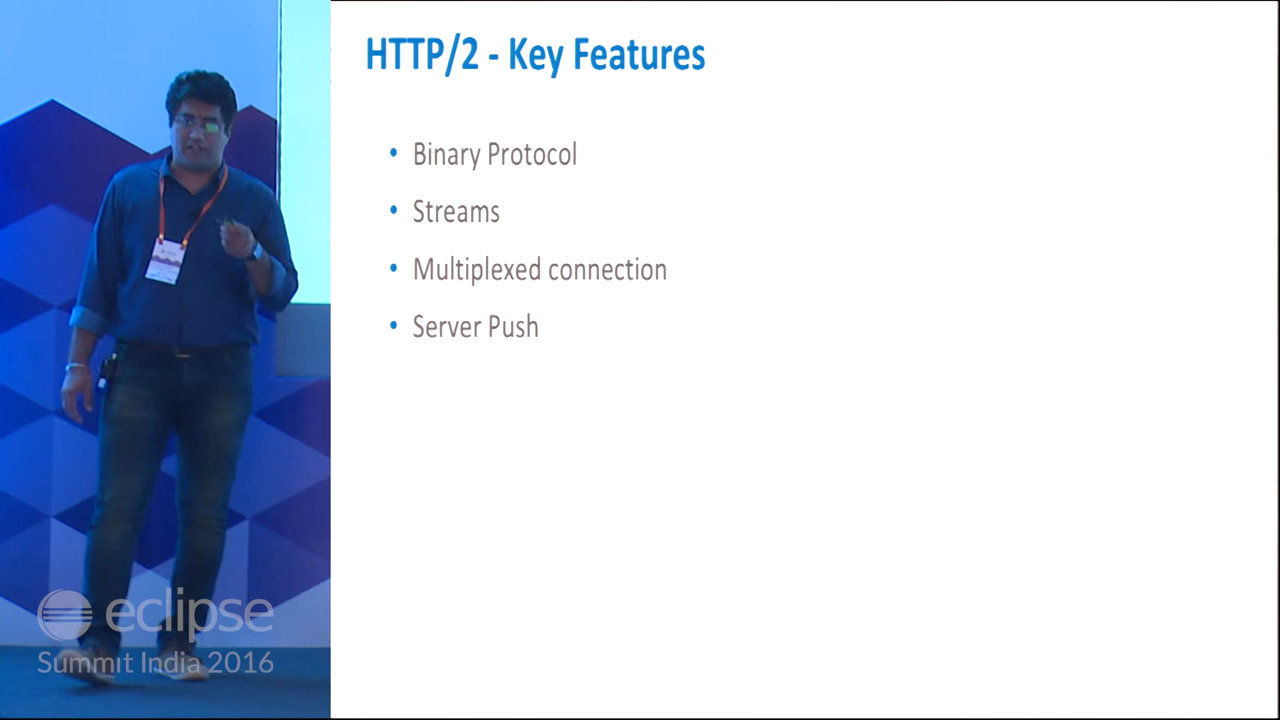 HTTP/2 - Key Features
• Binary Protocol
• Streams
• Multiplexed connection
• Server Push
eclipse
Summit India 2016